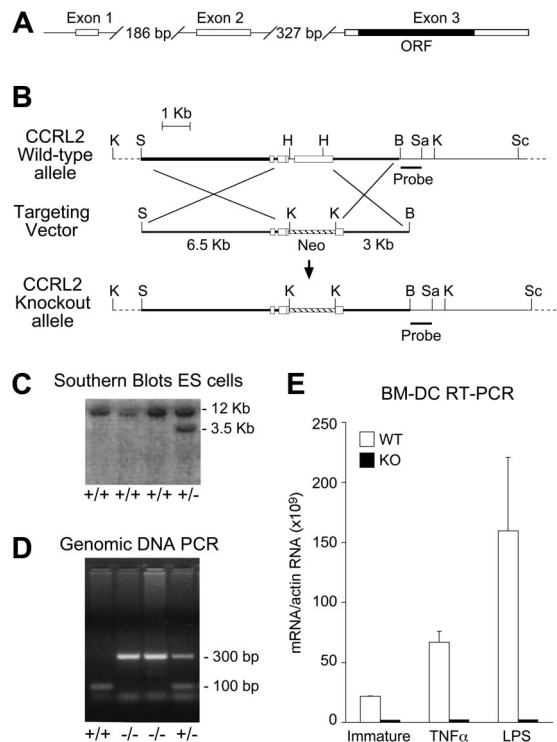 A
Exon 1
Exon 2
Exon 3
186 bp
327 bp
ORF
B
1 Kb
CCRL2
Wild-type
allele
K S H H B Sa K Sc
Probe
Targeting
Vector
S K K B
6.5 Kb Neo 3 Kb
CCRL2
Knockout
allele
K S K K B Sa K Sc
Probe
C
Southern Blots ES cells
- 12 Kb
- 3.5 Kb
+/+ +/+ +/+ +/-
D
Genomic DNA PCR
- 300 bp
- 100 bp
+/+ -/- -/- +/-
E
BM-DC RT-PCR
WT
KO
mRNA/actin RNA (x10⁹)
250
200
150
100
50
0
Immature TNFα LPS